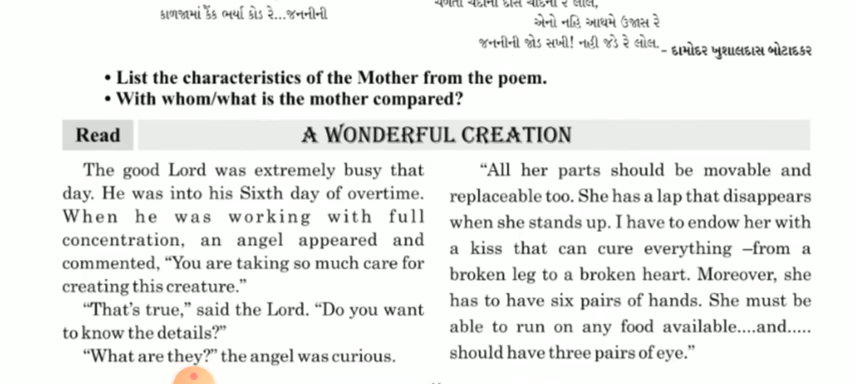 કાળજામાં કૈંક ભર્યા કોડ રે...જનનીની
એનો નહિ આથમે ઉજાસ રે
જનનીની જોડ સખી! નહી જડે રે લોલ.
- દામોદર ખુશાલદાસ બોટાદકર
• List the characteristics of the Mother from the poem.
• With whom/what is the mother compared?
Read
A WONDERFUL CREATION
The good Lord was extremely busy that
day. He was into his Sixth day of overtime.
When he was working with full
concentration, an angel appeared and
commented, “You are taking so much care for
creating this creature.”
“That’s true,” said the Lord. “Do you want
to know the details?”
“What are they?” the angel was curious.
“All her parts should be movable and
replaceable too. She has a lap that disappears
when she stands up. I have to endow her with
a kiss that can cure everything –from a
broken leg to a broken heart. Moreover, she
has to have six pairs of hands. She must be
able to run on any food available....and.....
should have three pairs of eye.”